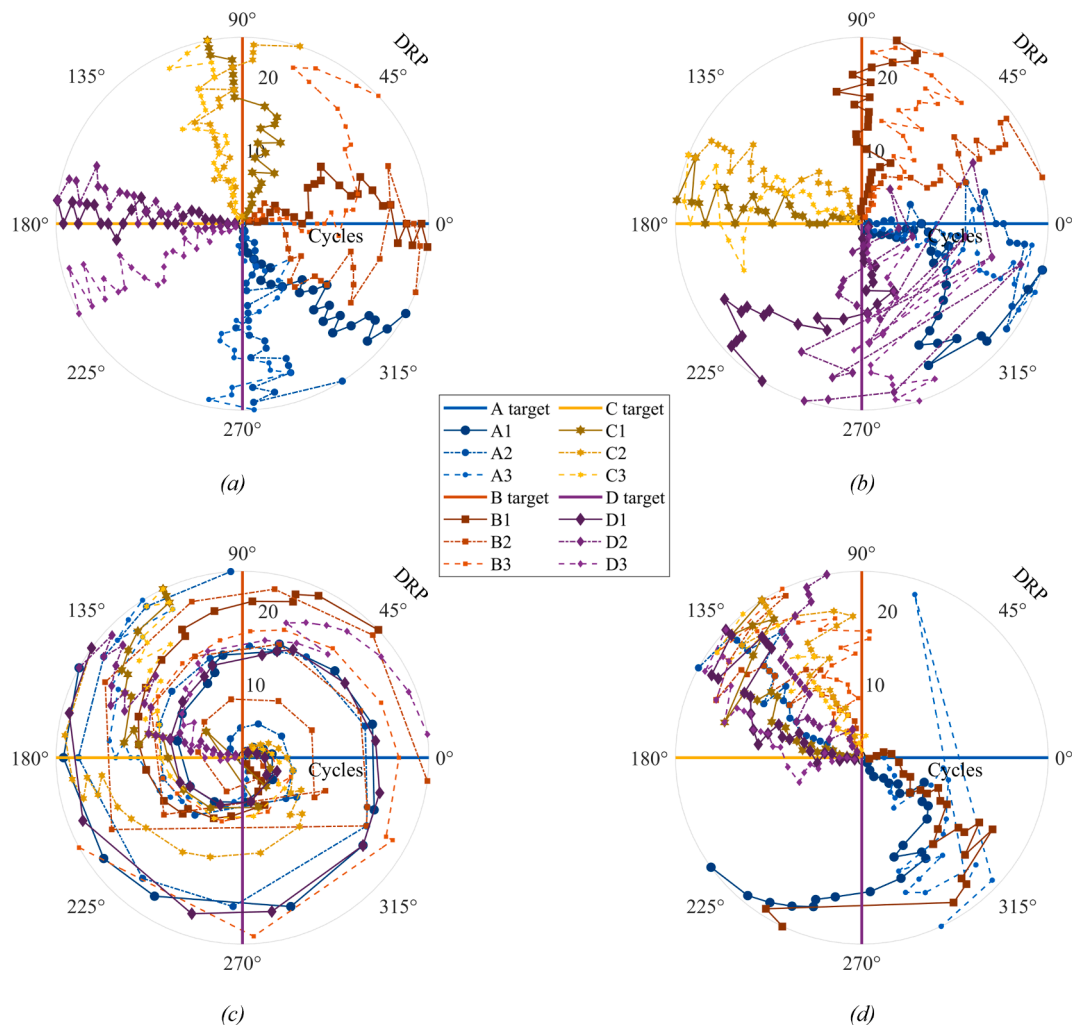 90° 90°
DRP DRP
135° 45° 135° 45°
20 20
10 10
180° Cycles 0° 180° Cycles 0°
225° 315° 225° 315°
270° 270°
(a) (b)
A target C target
A1 C1
A2 C2
A3 C3
B target D target
B1 D1
B2 D2
B3 D3
90° 90°
DRP DRP
135° 45° 135° 45°
20 20
10 10
180° Cycles 0° 180° Cycles 0°
225° 315° 225° 315°
270° 270°
(c) (d)